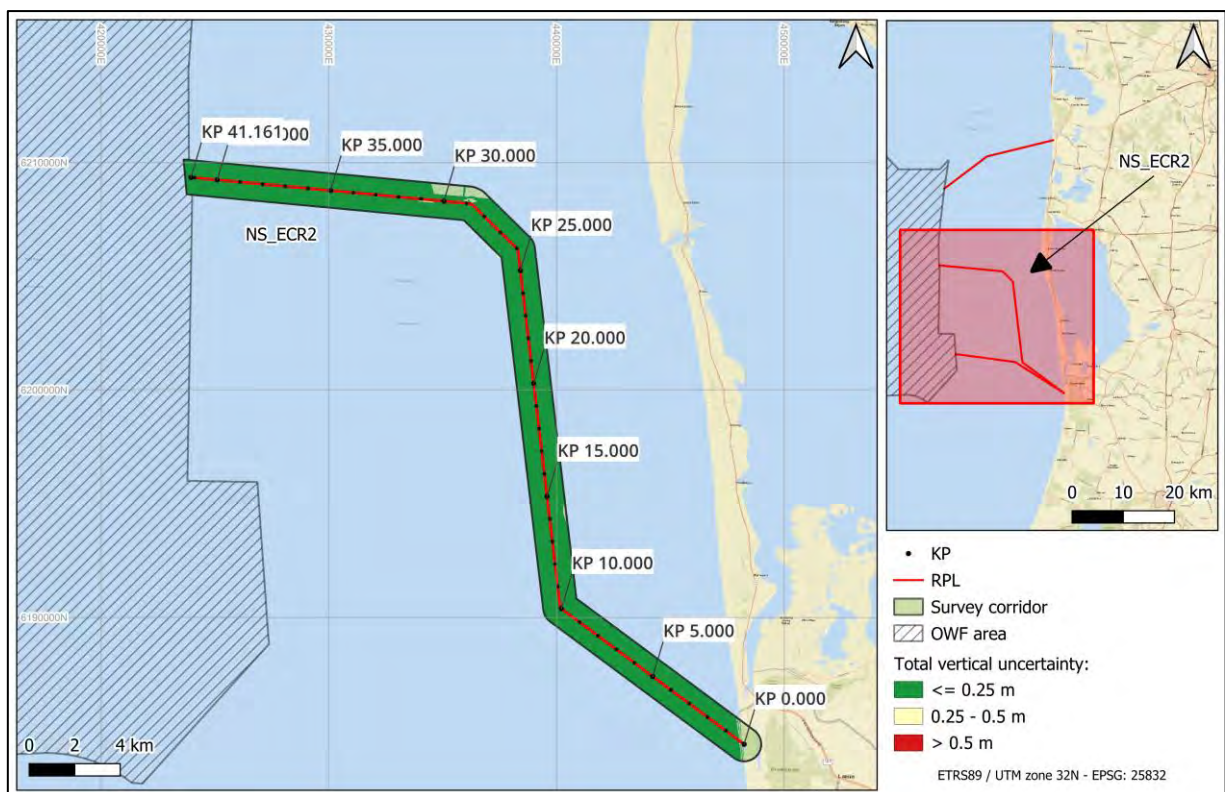 420000E
430000E
440000E
450000E
6210000N
6200000N
6190000N
KP 41.161
000
KP 35.000
KP 30.000
NS_ECR2
KP 25.000
KP 20.000
KP 15.000
KP 10.000
KP 5.000
KP 0.000
0 2 4 km
NS_ECR2
0 10 20 km
KP
RPL
Survey corridor
OWF area
Total vertical uncertainty:
<= 0.25 m
0.25 - 0.5 m
> 0.5 m
ETRS89 / UTM zone 32N - EPSG: 25832